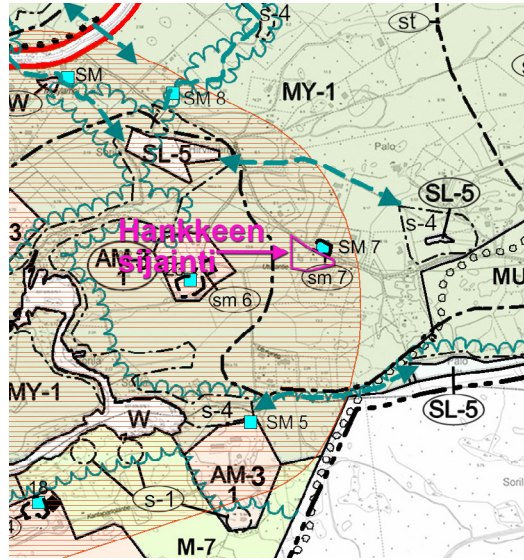 s-4
st
SM
SM 8
W
MY-1
SL-5
Palo
SL-5
s-4
Hankkeen
sijainti
SM 7
AM-3
1
sm 7
sm 6
3
MU
MY-1
W
s-4
SM 5
SL-5
AM-3
1
18
s-1
M-7